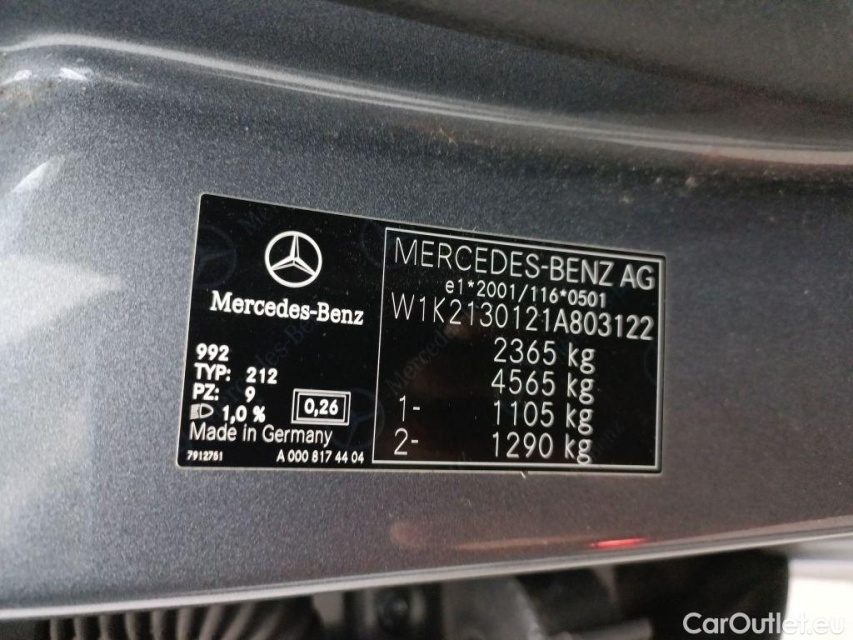 Mercedes-Benz
992
TYP: 212
PZ: 9
1,0 %
0,26
Made in Germany
7912751
A 000 817 44 04
MERCEDES-BENZ AG
e1*2001/116*0501
W1K2130121A803122
2365 kg
4565 kg
1- 1105 kg
2- 1290 kg
CarOutlet.eu